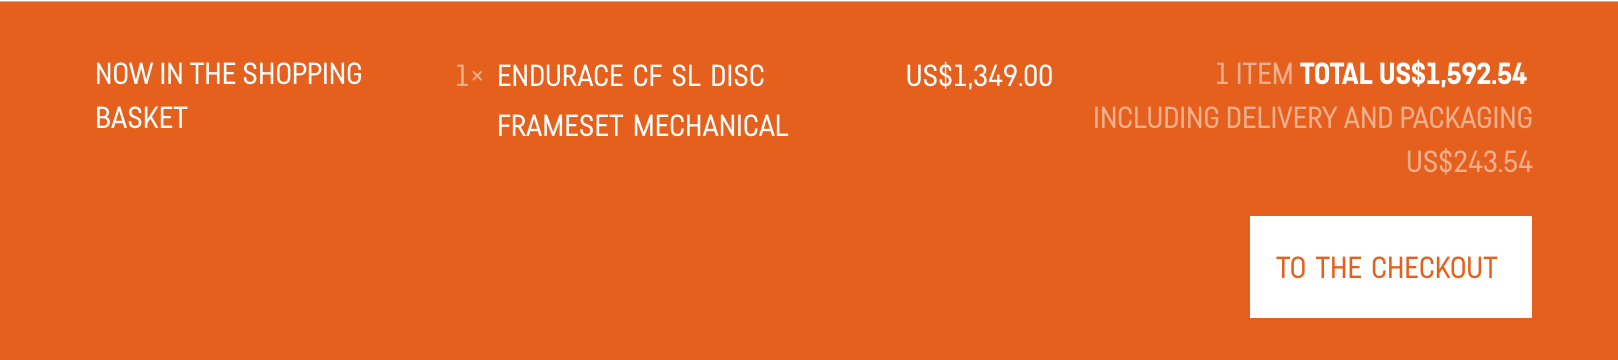 NOW IN THE SHOPPING
BASKET
1× ENDURACE CF SL DISC
FRAMESET MECHANICAL
US$1,349.00
1 ITEM TOTAL US$1,592.54
INCLUDING DELIVERY AND PACKAGING
US$243.54
TO THE CHECKOUT